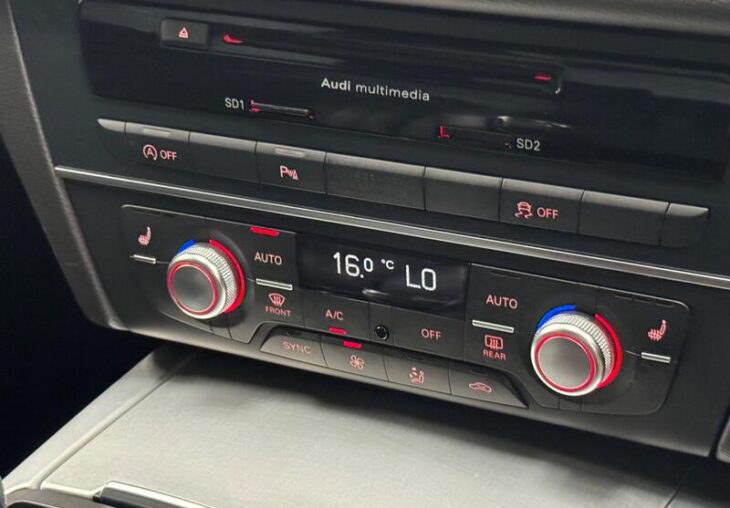 Audi multimedia
SD1
SD2
A OFF
P
OFF
AUTO
16.0 °C LO
AUTO
FRONT
A/C
OFF
REAR
SYNC